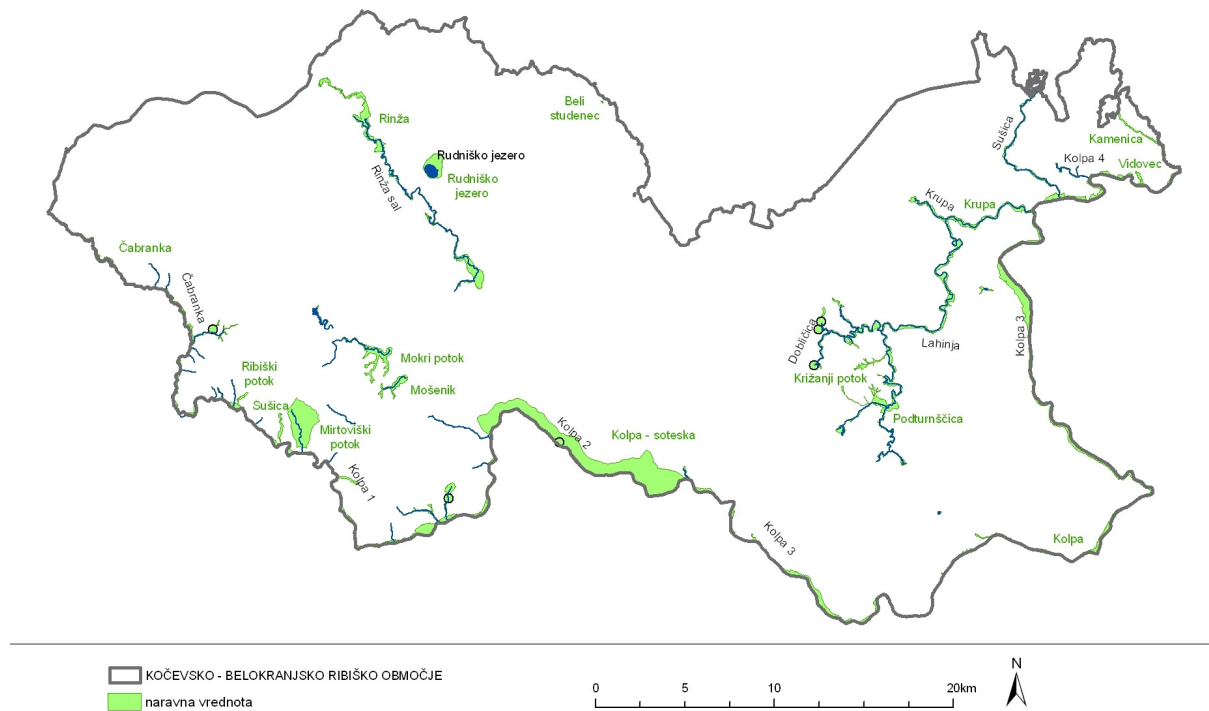 Beli
studenec
Rinža
Rudniško jezero
Rudniško
jezero
Rinža sal
Sušica
Kamenica
Kolpa 4
Vidovec
Krupa
Krupa
Čabranka
Čabranka
Kolpa 3
Dobličica
Lahinja
Mokri potok
Mošenik
Ribiški
potok
Sušica
Mirtoviški
potok
Križanji potok
Podturnščica
Kolpa 2
Kolpa - soteska
Kolpa 1
Kolpa 3
Kolpa
KOČEVSKO - BELOKRANJSKO RIBIŠKO OBMOČJE
naravna vrednota
0 5 10 20km
N